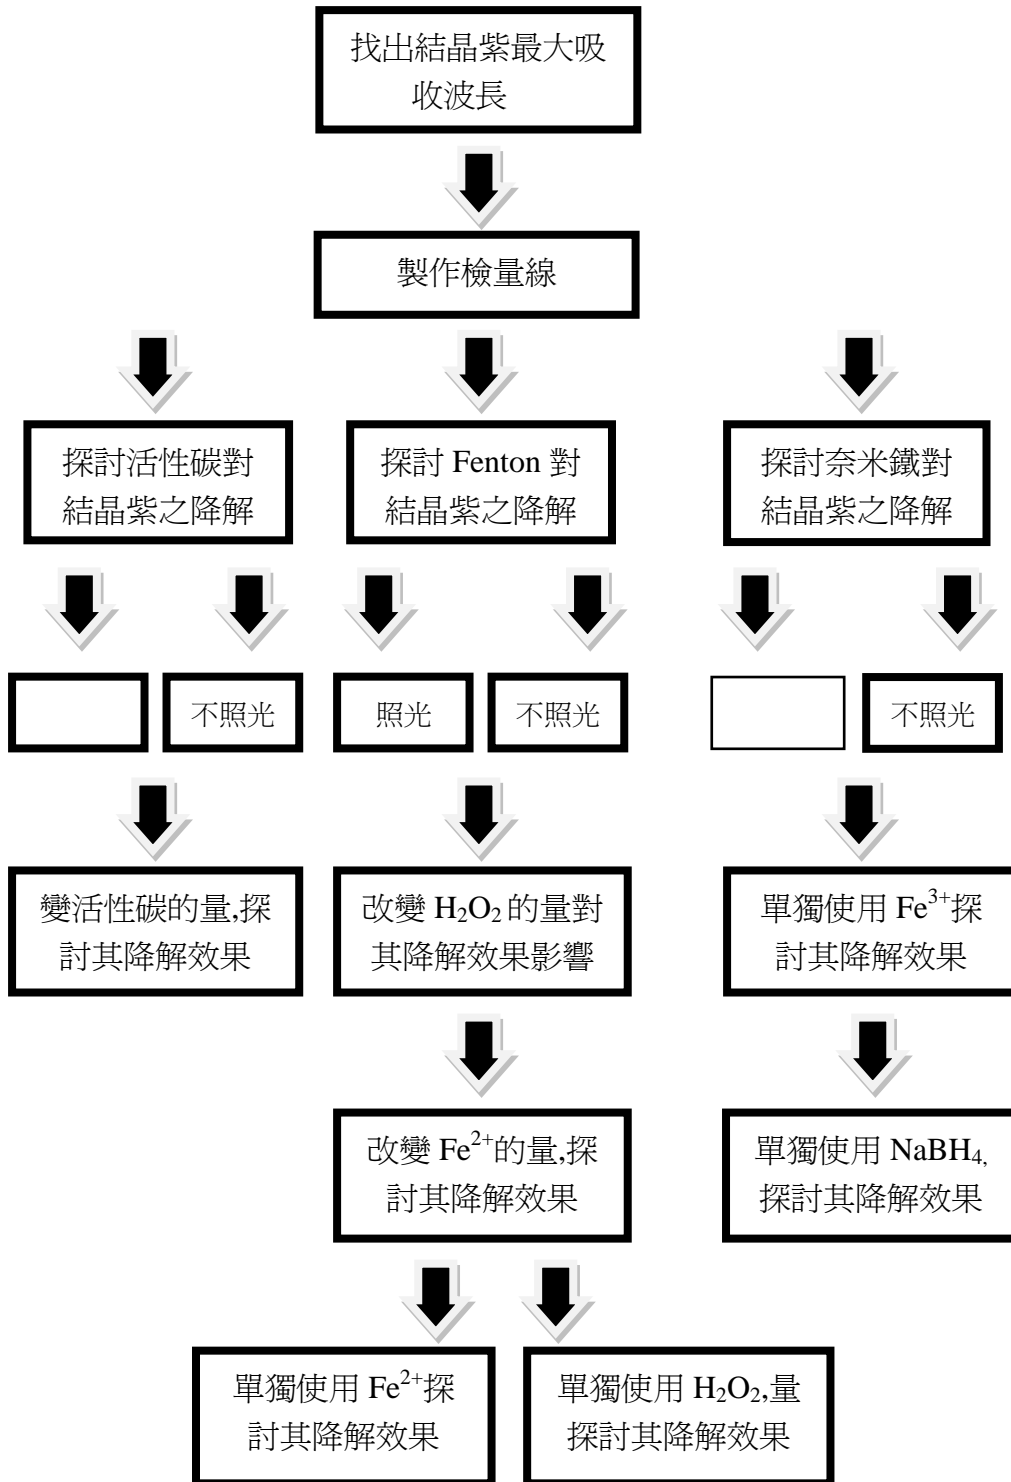 找出結晶紫最大吸
收波長
製作檢量線
探討活性碳對
結晶紫之降解
探討 Fenton 對
結晶紫之降解
探討奈米鐵對
結晶紫之降解
不照光
照光
不照光
不照光
變活性碳的量,探
討其降解效果
改變 H₂O₂ 的量對
其降解效果影響
單獨使用 Fe³⁺探
討其降解效果
改變 Fe²⁺的量,探
討其降解效果
單獨使用 NaBH₄,
探討其降解效果
單獨使用 Fe²⁺探
討其降解效果
單獨使用 H₂O₂,量
探討其降解效果